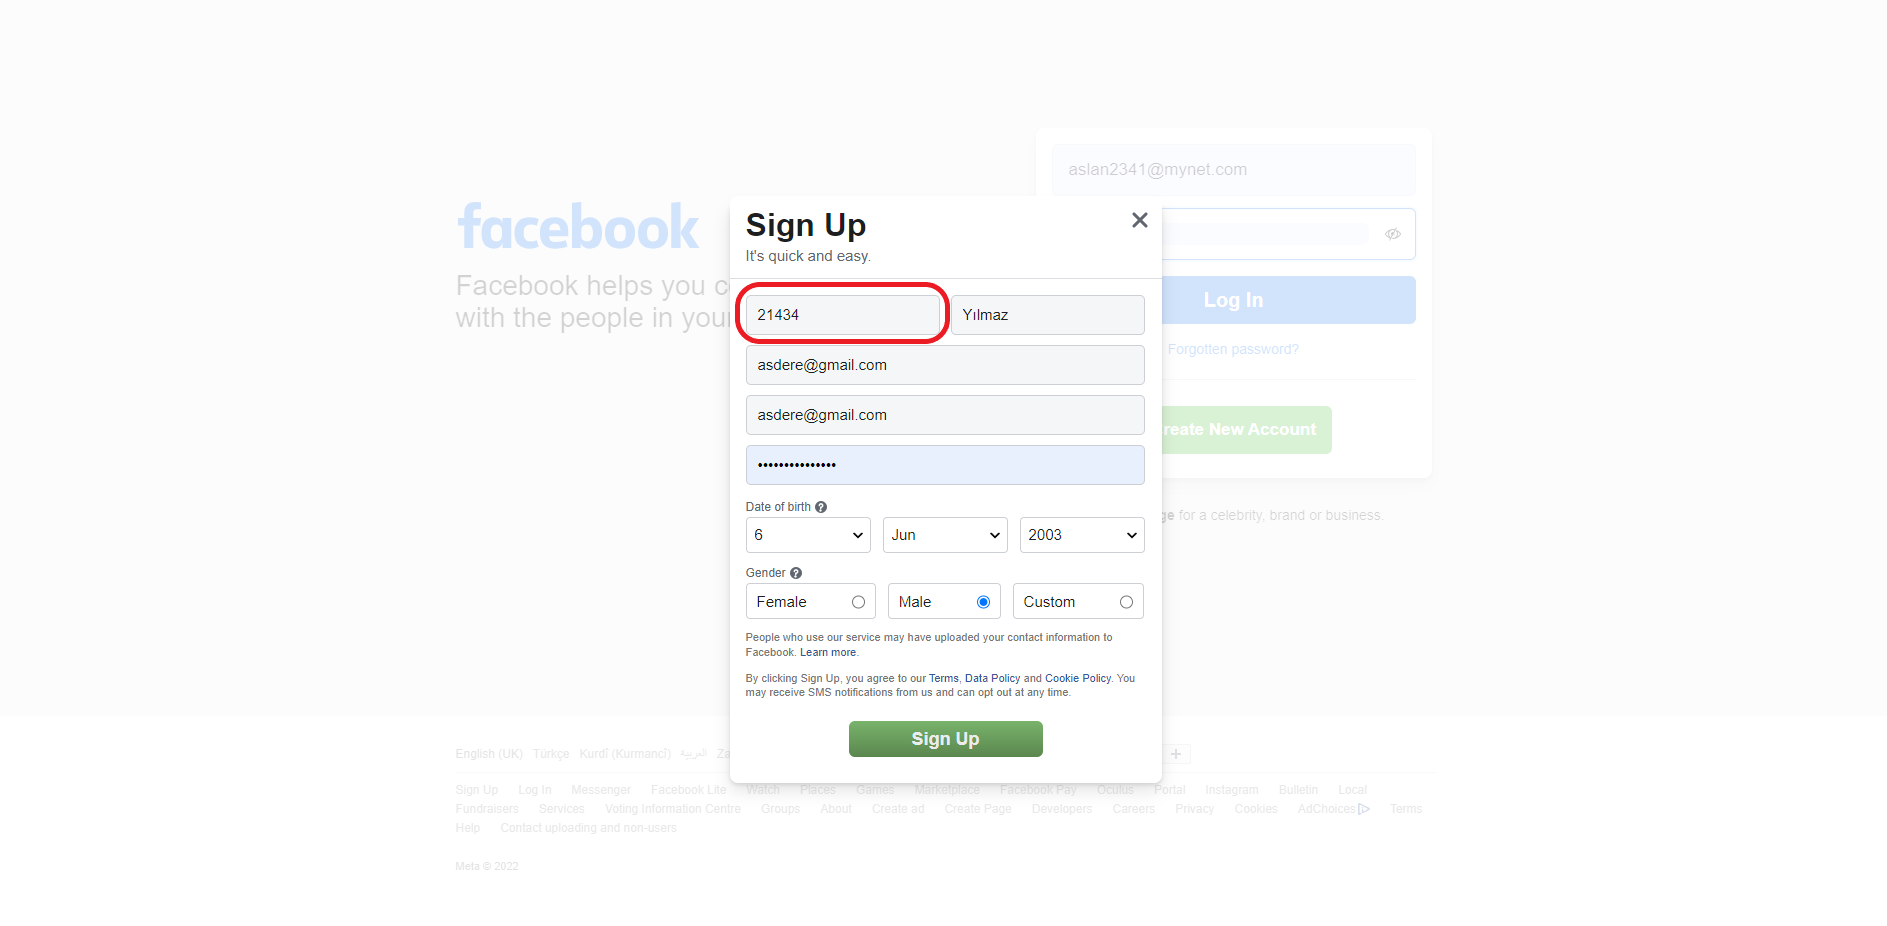 facebook
Facebook helps you c
with the people in your
aslan2341@mynet.com
Log In
Forgotten password?
reate New Account
ge for a celebrity, brand or business.
Sign Up
It's quick and easy.
21434 Yılmaz
asdere@gmail.com
asdere@gmail.com
•••••••••••••••
Date of birth ?
6 Jun 2003
Gender ?
Female Male Custom
People who use our service may have uploaded your contact information to
Facebook. Learn more.
By clicking Sign Up, you agree to our Terms, Data Policy and Cookie Policy. You
may receive SMS notifications from us and can opt out at any time.
Sign Up
English (UK) Türkçe Kurdî (Kurmancî) العربية Za
Sign Up Log In Messenger Facebook Lite Watch Places Games Marketplace Facebook Pay Oculus Portal Instagram Bulletin Local
Fundraisers Services Voting Information Centre Groups About Create ad Create Page Developers Careers Privacy Cookies AdChoices Terms
Help Contact uploading and non-users
Meta © 2022